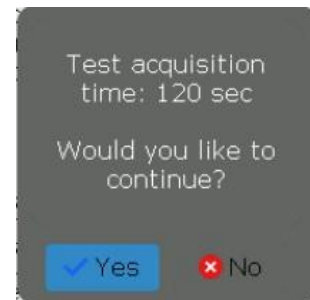 Test acquisition
time: 120 sec
Would you like to
continue?
Yes No